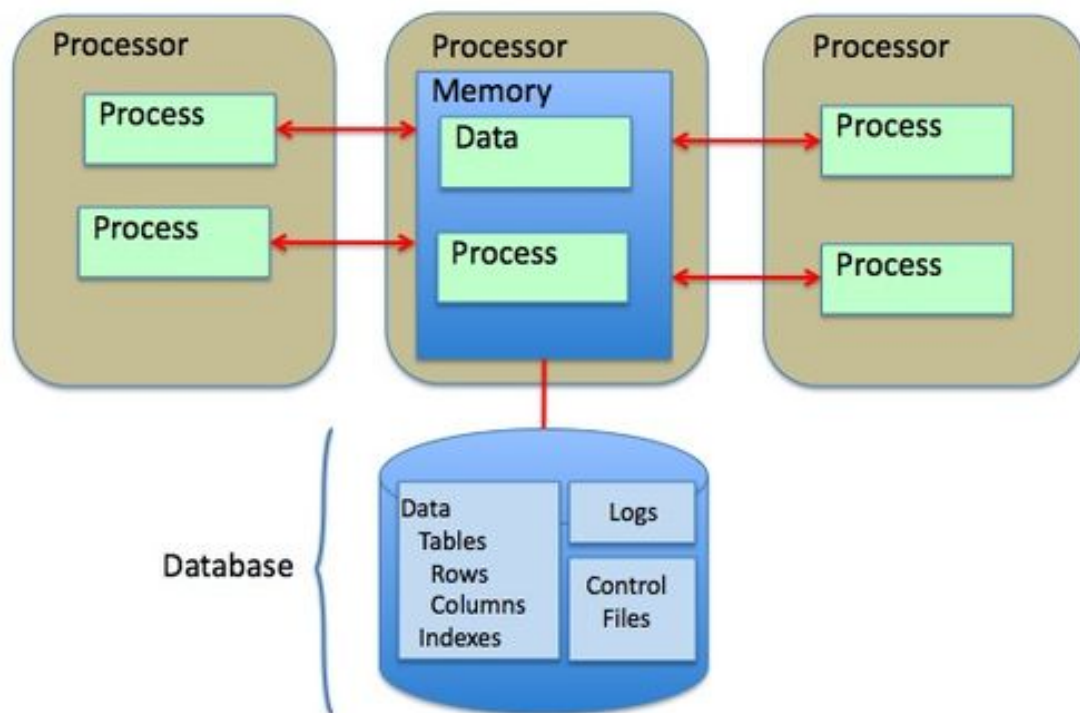 Processor
Process
Process
Processor
Memory
Data
Process
Processor
Process
Process
Database
Data
Tables
Rows
Columns
Indexes
Logs
Control
Files